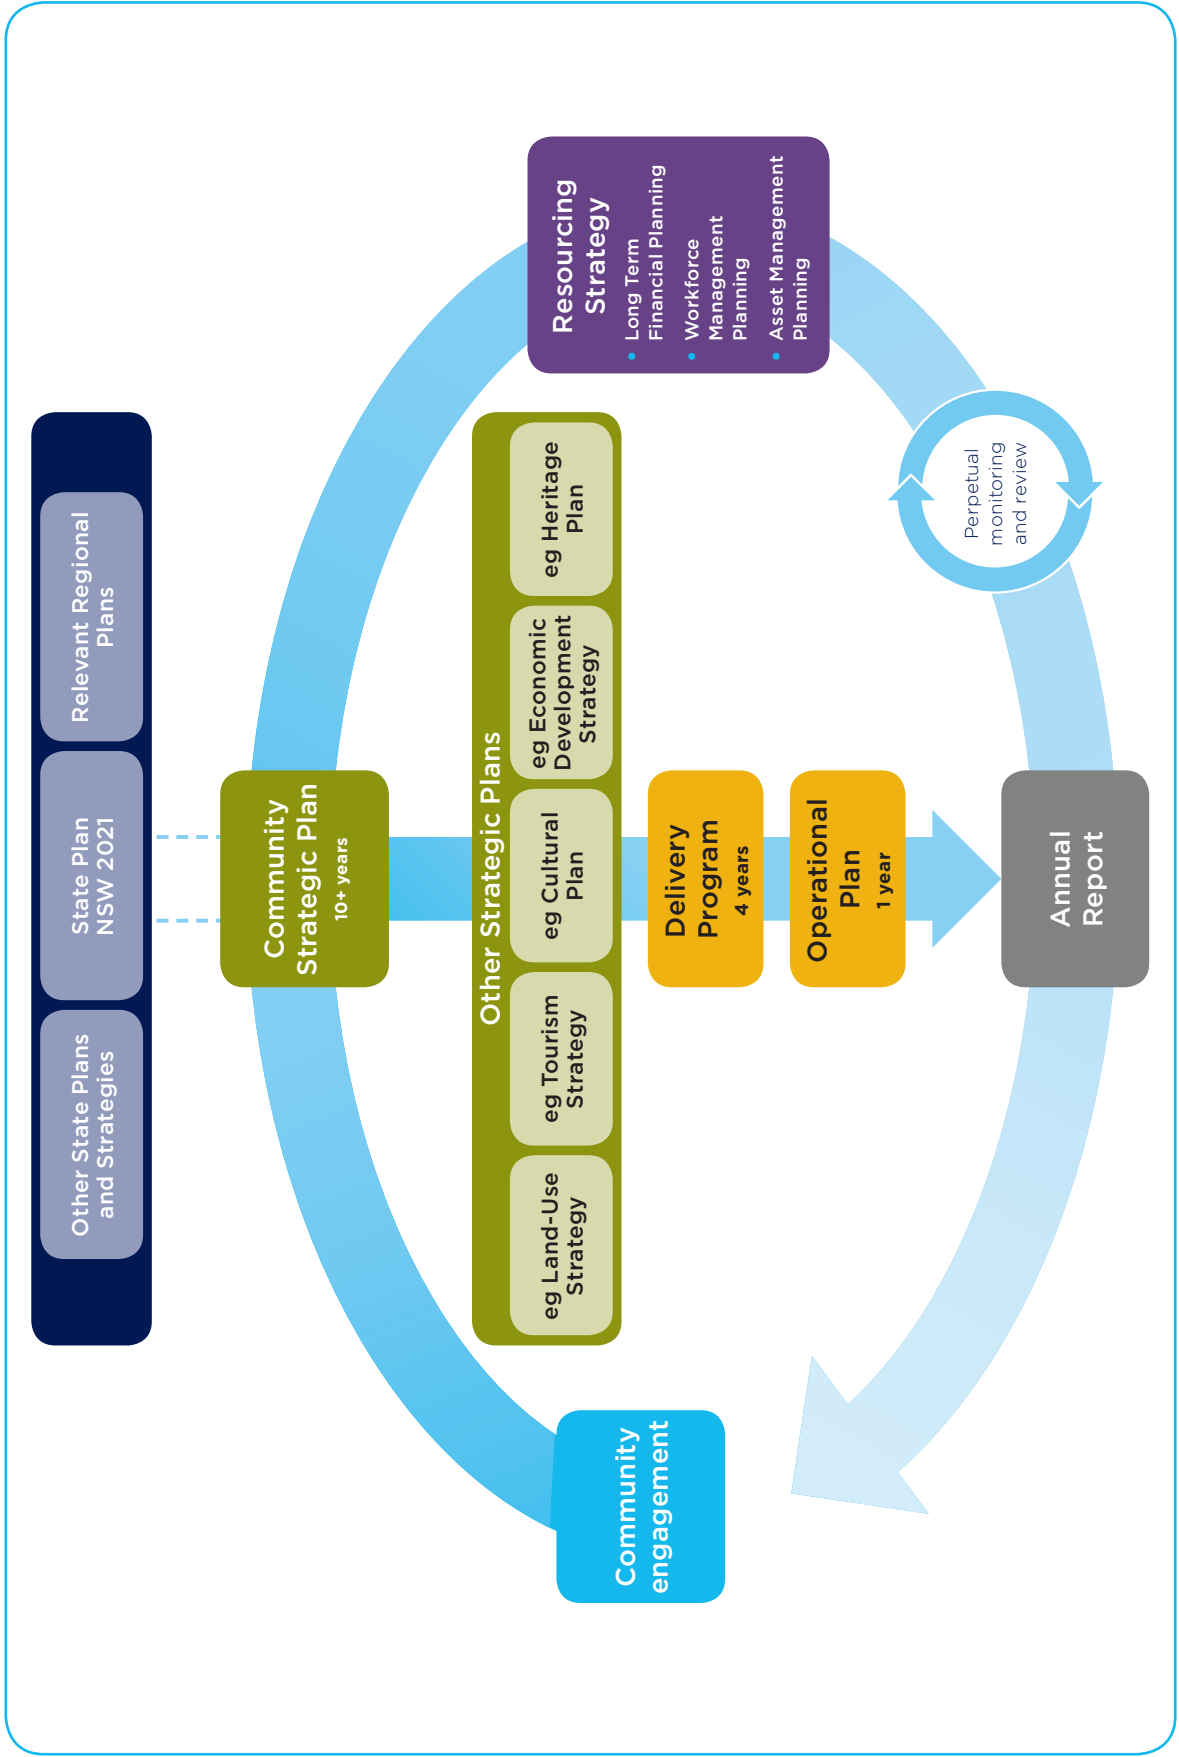 Other State Plans
and Strategies
State Plan
NSW 2021
Relevant Regional
Plans
Community
Strategic Plan
10+ years
Other Strategic Plans
eg Land-Use
Strategy
eg Tourism
Strategy
eg Cultural
Plan
eg Economic
Development
Strategy
eg Heritage
Plan
Community
engagement
Resourcing
Strategy
• Long Term
Financial Planning
• Workforce
Management
Planning
• Asset Management
Planning
Delivery
Program
4 years
Operational
Plan
1 year
Perpetual
monitoring
and review
Annual
Report